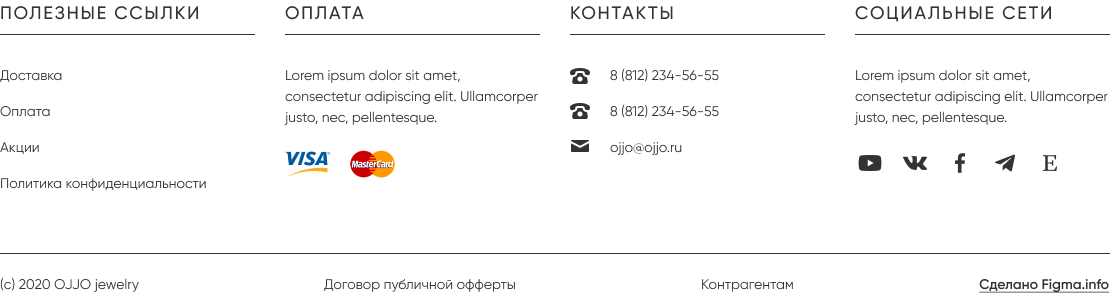 ПОЛЕЗНЫЕ ССЫЛКИ
Доставка
Оплата
Акции
Политика конфиденциальности
ОПЛАТА
Lorem ipsum dolor sit amet,
consectetur adipiscing elit. Ullamcorper
justo, nec, pellentesque.
VISA MasterCard
КОНТАКТЫ
8 (812) 234-56-55
8 (812) 234-56-55
ojjo@ojjo.ru
СОЦИАЛЬНЫЕ СЕТИ
Lorem ipsum dolor sit amet,
consectetur adipiscing elit. Ullamcorper
justo, nec, pellentesque.
E
(c) 2020 OJJO jewelry Договор публичной офферты Контрагентам Сделано Figma.info